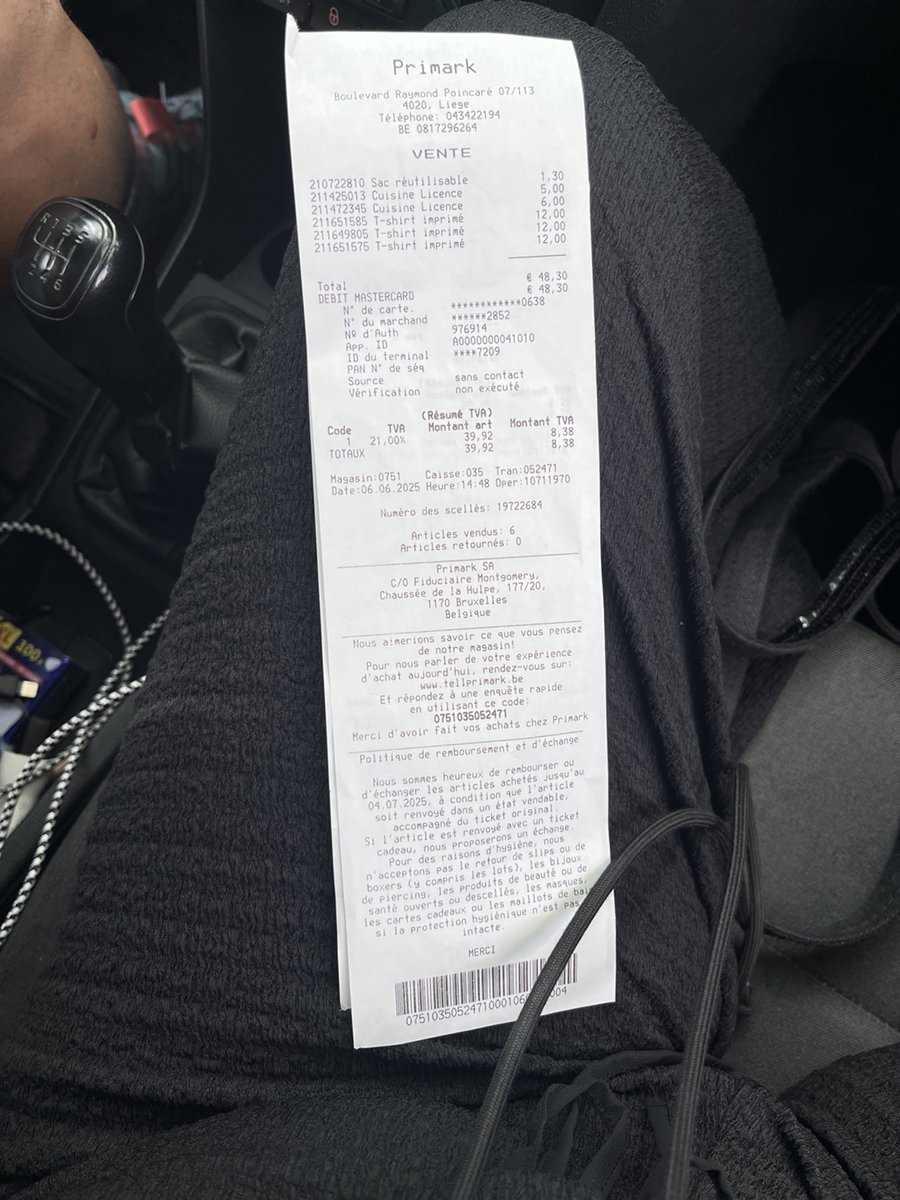 Primark
Boulevard Raymond Poincaré 07/113
4020, Liege
Téléphone: 043422194
BE 0817296264
VENTE
210722810 Sac réutilisable 1,30
211425013 Cuisine Licence 5,00
211472345 Cuisine Licence 6,00
211651585 T-shirt imprimé 12,00
211649805 T-shirt imprimé 12,00
211651575 T-shirt imprimé 12,00
Total € 48,30
DEBIT MASTERCARD € 48,30
N° de carte. ************0638
N° du marchand ******2852
Nº d'Auth 976914
App. ID A0000000041010
ID du terminal ****7209
PAN N° de séq
Source sans contact
Vérification non exécuté
(Résumé TVA)
Code TVA Montant art Montant TVA
1 21,00% 39,92 8,38
TOTAUX 39,92 8,38
Magasin:0751 Caisse:035 Tran:052471
Date:06.06.2025 Heure:14:48 Oper:10711970
Numéro des scellés: 19722684
Articles vendus: 6
Articles retournés: 0
Primark SA
C/O Fiduciaire Montgomery,
Chaussée de la Hulpe, 177/20,
1170 Bruxelles
Belgique
Nous aimerions savoir ce que vous pensez
de notre magasin!
Pour nous parler de votre expérience
d'achat aujourd'hui, rendez-vous sur:
www.tellprimark.be
Et répondez à une enquête rapide
en utilisant ce code:
0751035052471
Merci d'avoir fait vos achats chez Primark
Politique de remboursement et d'échange
Nous sommes heureux de rembourser ou
d'échanger les articles achetés jusqu'au
04.07.2025, à condition que l'article
soit renvoyé dans un état vendable,
accompagné du ticket original.
Si l'article est renvoyé avec un ticket
cadeau, nous proposerons un échange.
Pour des raisons d'hygiène, nous
n'acceptons pas le retour de slips ou de
boxers (y compris les lots), les bijoux
de piercing, les produits de beauté ou de
santé ouverts ou descellés, les masques,
les cartes cadeaux ou les maillots de bai
si la protection hygiénique n'est pas
intacte.
MERCI
R 1 3 5
2 4 6